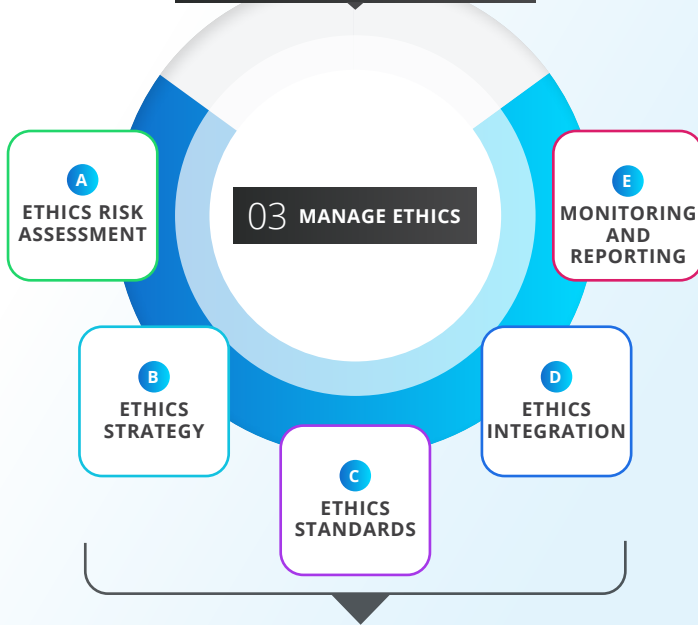 03 MANAGE ETHICS
A
ETHICS RISK
ASSESSMENT
B
ETHICS
STRATEGY
C
ETHICS
STANDARDS
D
ETHICS
INTEGRATION
E
MONITORING
AND
REPORTING